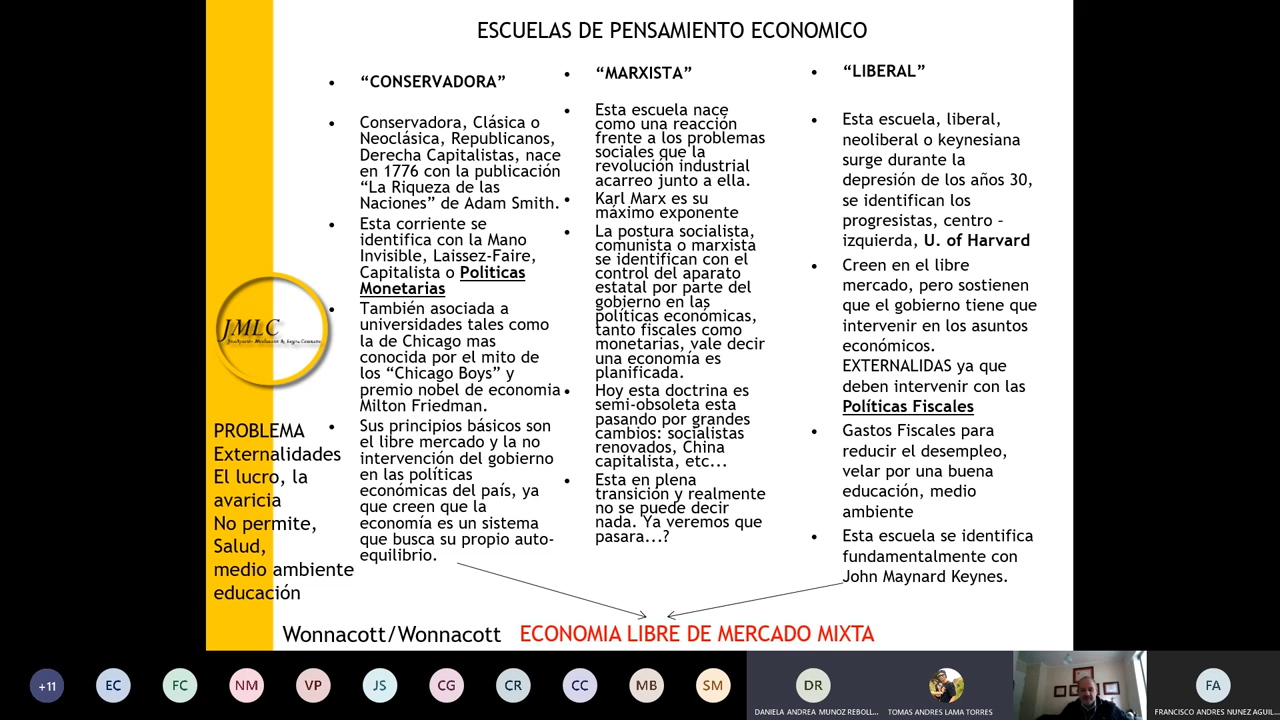 ESCUELAS DE PENSAMIENTO ECONOMICO
• “CONSERVADORA”
• Conservadora, Clásica o
Neoclásica, Republicanos,
Derecha Capitalistas, nace
en 1776 con la publicación
“La Riqueza de las
Naciones” de Adam Smith.
• Esta corriente se
identifica con la Mano
Invisible, Laissez-Faire,
Capitalista o Politicas
Monetarias
• También asociada a
universidades tales como
la de Chicago mas
conocida por el mito de
los “Chicago Boys” y
premio nobel de economia
Milton Friedman.
• Sus principios básicos son
el libre mercado y la no
intervención del gobierno
en las políticas
económicas del país, ya
que creen que la
economía es un sistema
que busca su propio auto-
equilibrio.
• “MARXISTA”
• Esta escuela nace
como una reacción
frente a los problemas
sociales que la
revolución industrial
acarreo junto a ella.
• Karl Marx es su
máximo exponente
• La postura socialista,
comunista o marxista
se identifican con el
control del aparato
estatal por parte del
gobierno en las
políticas económicas,
tanto fiscales como
monetarias, vale decir
una economía es
planificada.
• Hoy esta doctrina es
semi-obsoleta esta
pasando por grandes
cambios: socialistas
renovados, China
capitalista, etc...
• Esta en plena
transición y realmente
no se puede decir
nada. Ya veremos que
pasara...?
• “LIBERAL”
• Esta escuela, liberal,
neoliberal o keynesiana
surge durante la
depresión de los años 30,
se identifican los
progresistas, centro –
izquierda, U. of Harvard
• Creen en el libre
mercado, pero sostienen
que el gobierno tiene que
intervenir en los asuntos
económicos.
EXTERNALIDAS ya que
deben intervenir con las
Políticas Fiscales
• Gastos Fiscales para
reducir el desempleo,
velar por una buena
educación, medio
ambiente
• Esta escuela se identifica
fundamentalmente con
John Maynard Keynes.
JMLC
PROBLEMA
Externalidades
El lucro, la
avaricia
No permite,
Salud,
medio ambiente
educación
Wonnacott/Wonnacott
ECONOMIA LIBRE DE MERCADO MIXTA
+11
EC
FC
NM
VP
JS
CG
CR
CC
MB
SM
DR
DANIELA ANDREA MUNOZ REBOLL...
TOMAS ANDRES LAMA TORRES
FA
FRANCISCO ANDRES NUNEZ AGUIL...